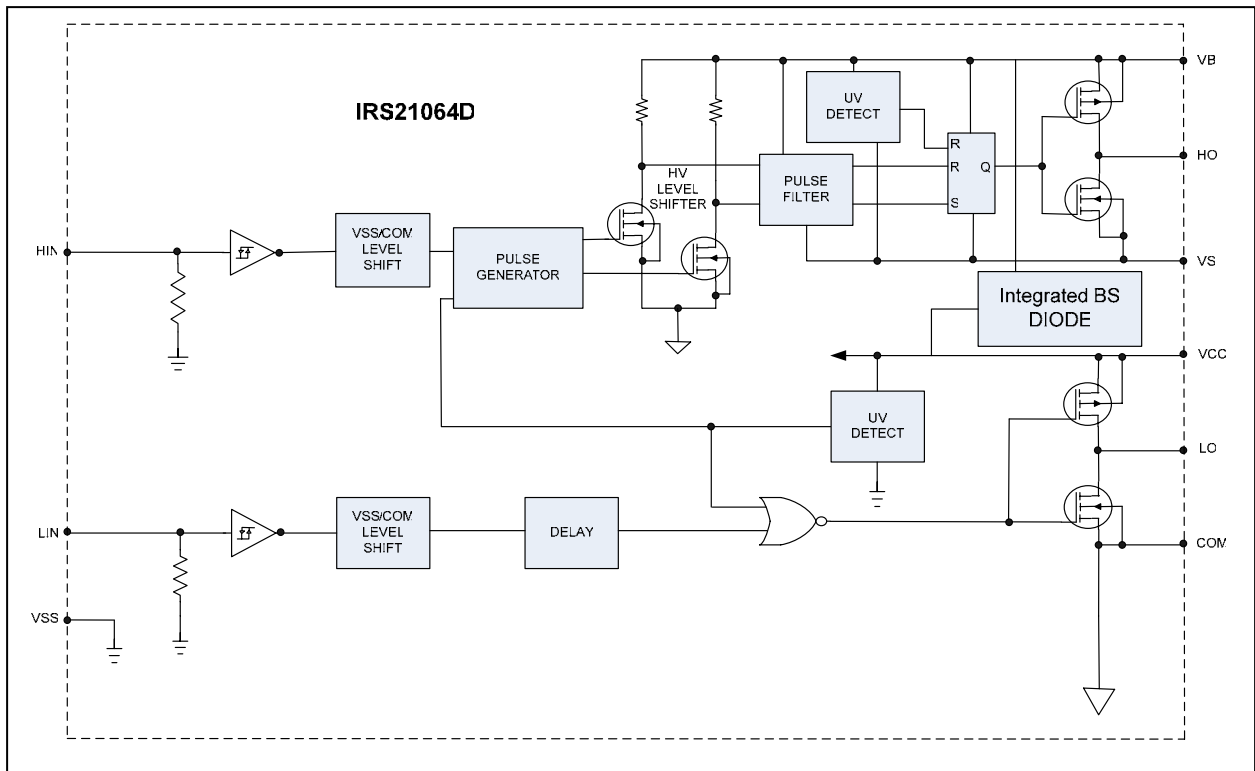 IRS21064D
VB
UV
DETECT
R
R
S
Q
HO
HV
LEVEL
SHIFTER
PULSE
FILTER
HIN
VSS/COM
LEVEL
SHIFT
PULSE
GENERATOR
VS
Integrated BS
DIODE
VCC
UV
DETECT
LO
LIN
VSS/COM
LEVEL
SHIFT
DELAY
COM
VSS